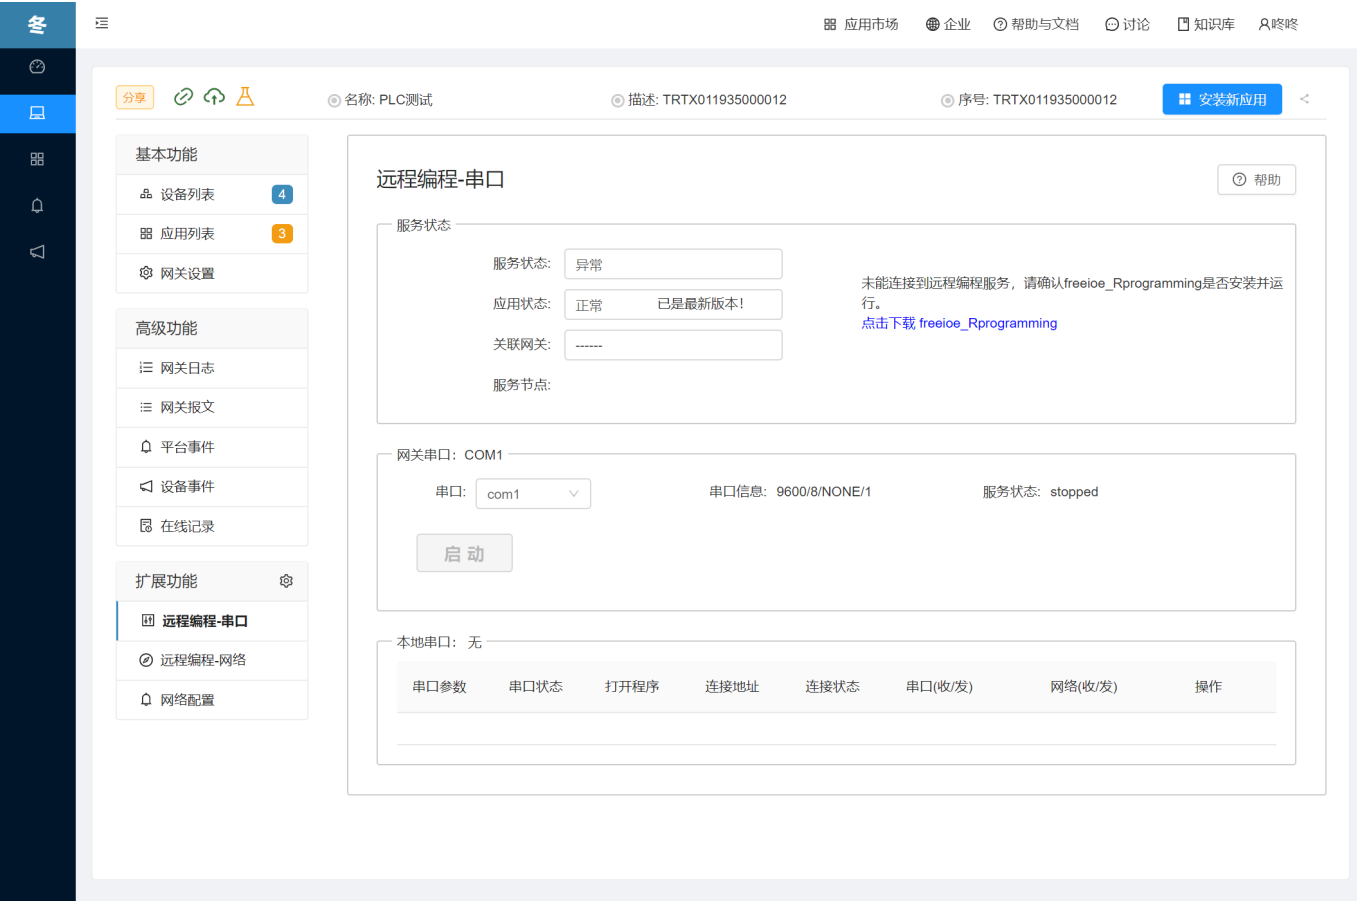 冬
应用市场 企业 帮助与文档 讨论 知识库 咚咚
分享 名称: PLC测试 描述: TRTX011935000012 序号: TRTX011935000012 安装新应用
基本功能
设备列表 4
应用列表 3
网关设置
高级功能
网关日志
网关报文
平台事件
设备事件
在线记录
扩展功能
远程编程-串口
远程编程-网络
网络配置
远程编程-串口 帮助
服务状态
服务状态: 异常
应用状态: 正常 已是最新版本!
关联网关: ------
服务节点:
未能连接到远程编程服务，请确认freeioe_Rprogramming是否安装并运
行。
点击下载 freeioe_Rprogramming
网关串口：COM1
串口: com1 串口信息: 9600/8/NONE/1 服务状态: stopped
启 动
本地串口： 无
串口参数 串口状态 打开程序 连接地址 连接状态 串口(收/发) 网络(收/发) 操作